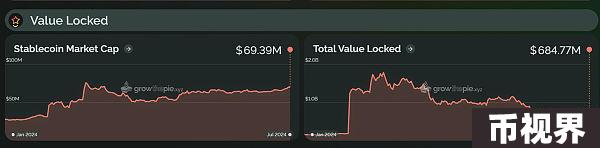 Value Locked
Stablecoin Market Cap
$69.39M
$100M
$50M
growthepie.xyz
Jan 2024
Jul 2024
Total Value Locked
$684.77M
$2.0B
$1.0B
growthepie.xyz
Jan 2024
币视界